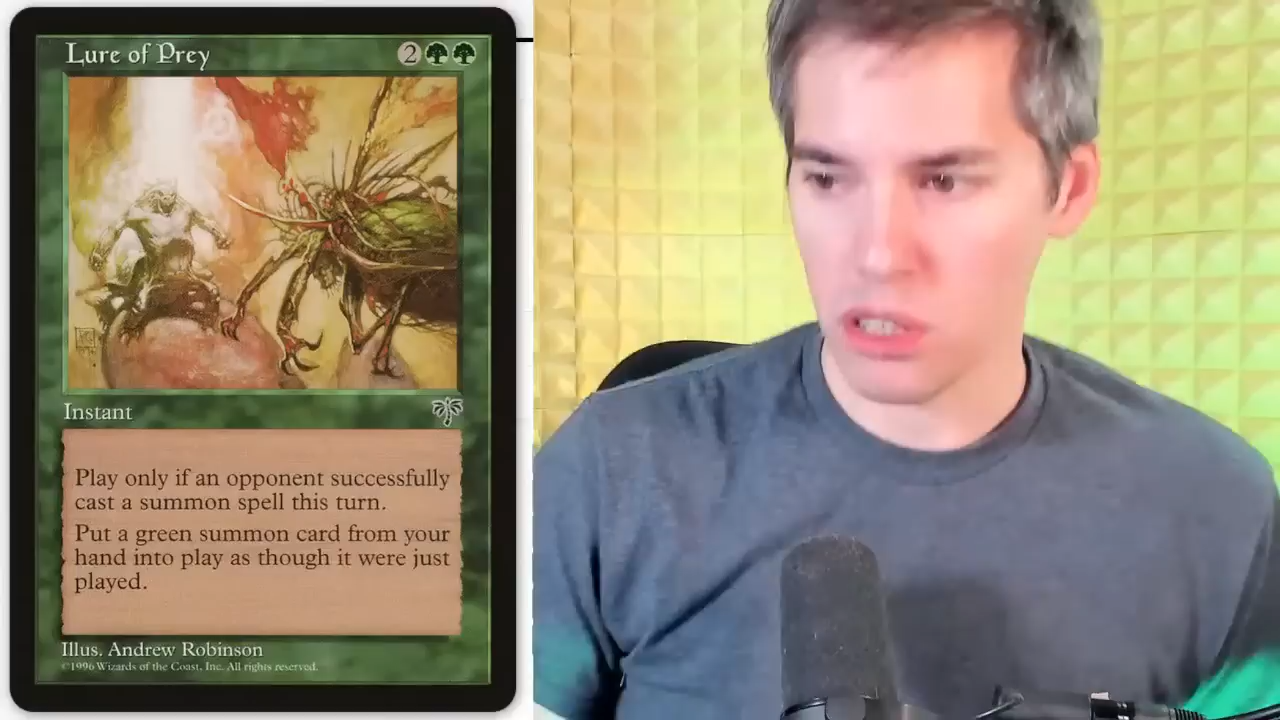 Lure of Prey 2
Instant
Play only if an opponent successfully
cast a summon spell this turn.
Put a green summon card from your
hand into play as though it were just
played.
Illus. Andrew Robinson
©1996 Wizards of the Coast, Inc. All rights reserved.